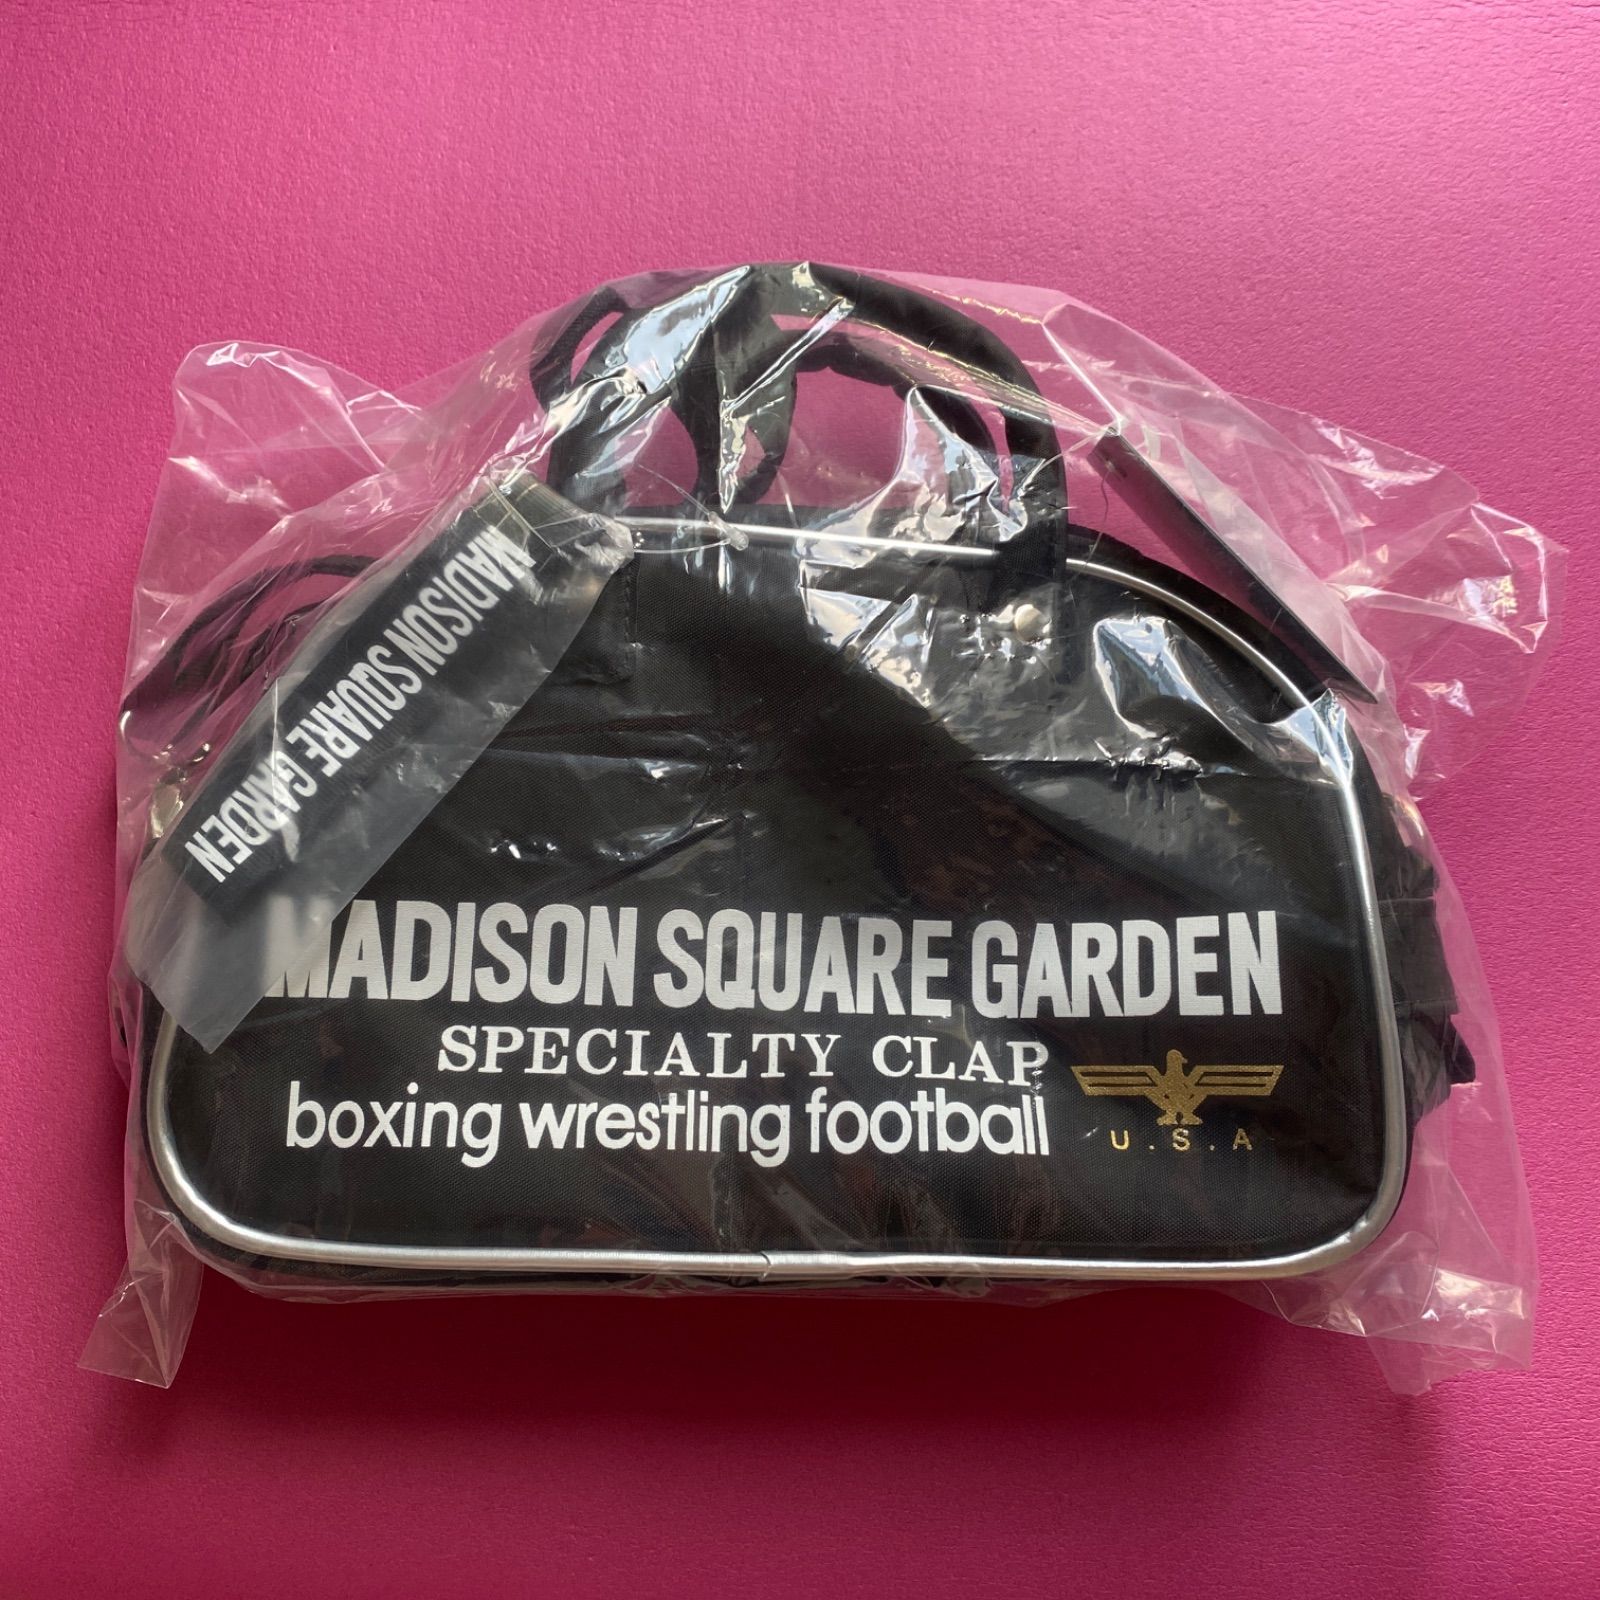 MADISON SQUARE GARDEN
MADISON SQUARE GARDEN
SPECIALTY CLAP
boxing wrestling football
U.S.A